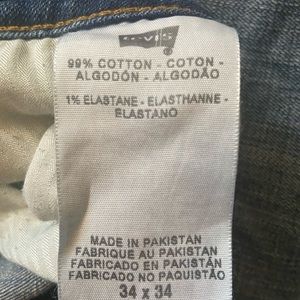 Levi's
99% COTTON - COTON -
ALGODÓN - ALGODÃO
1% ELASTANE - ELASTHANNE -
ELASTANO
MADE IN PAKISTAN
FABRIQUE AU PAKISTAN
FABRICADO EN PAKISTÁN
FABRICADO NO PAQUISTÃO
34 x 34